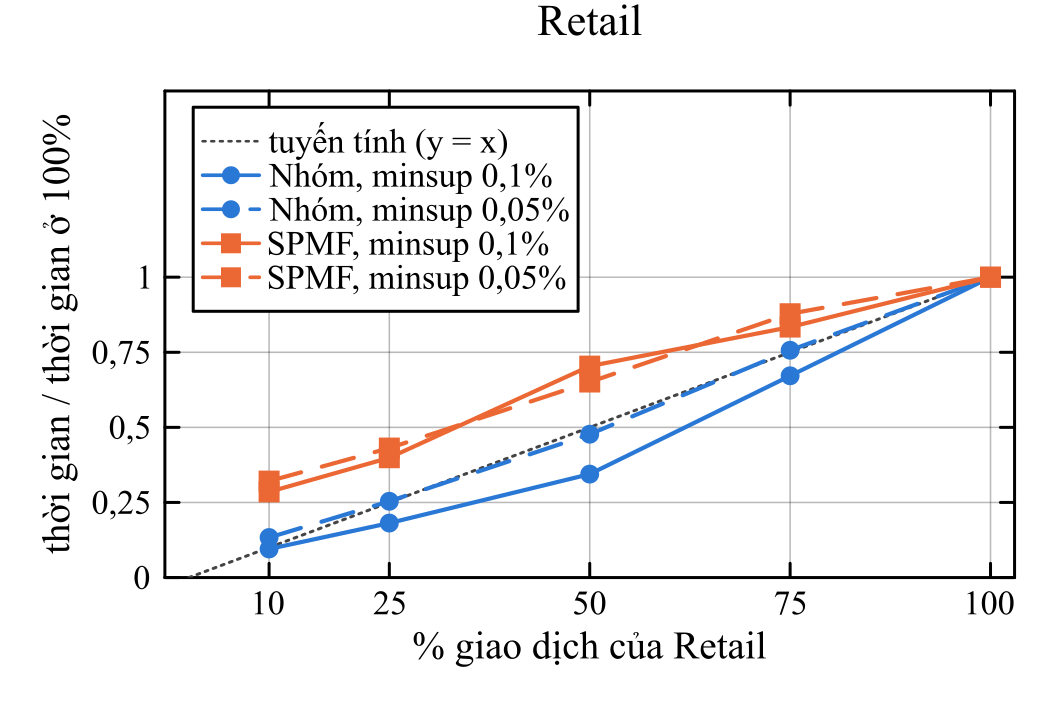 Retail
thời gian / thời gian ở 100%
tuyến tính (y = x)
Nhóm, minsup 0,1%
Nhóm, minsup 0,05%
SPMF, minsup 0,1%
SPMF, minsup 0,05%
1
0,75
0,5
0,25
0
10 25 50 75 100
% giao dịch của Retail